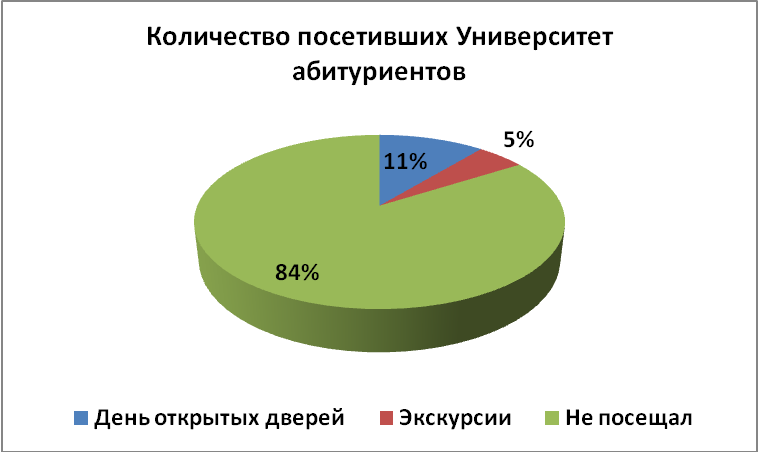 Количество посетивших Университет
абитуриентов
5%
11%
84%
День открытых дверей Экскурсии Не посещал